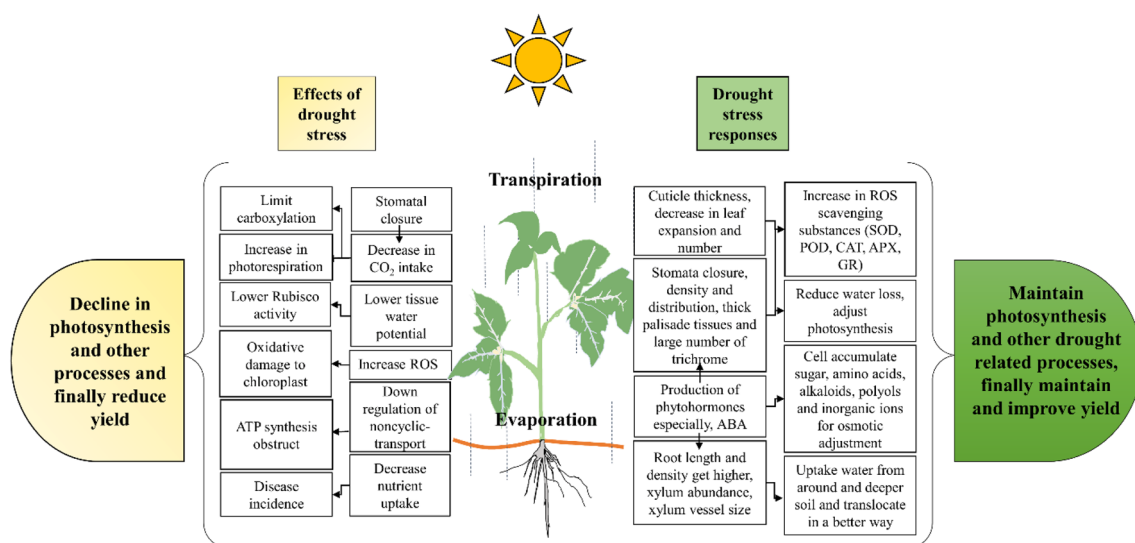 Effects of
drought
stress
Drought
stress
responses
Transpiration
Evaporation
Decline in
photosynthesis
and other
processes and
finally reduce
yield
Limit
carboxylation
Increase in
photorespiration
Lower Rubisco
activity
Oxidative
damage to
chloroplast
ATP synthesis
obstruct
Disease
incidence
Stomatal
closure
Decrease in
CO₂ intake
Lower tissue
water
potential
Increase ROS
Down
regulation of
noncyclic-
transport
Decrease
nutrient
uptake
Cuticle thickness,
decrease in leaf
expansion and
number
Stomata closure,
density and
distribution, thick
palisade tissues and
large number of
trichrome
Production of
phytohormones
especially, ABA
Root length and
density get higher,
xylum abundance,
xylum vessel size
Increase in ROS
scavenging
substances (SOD,
POD, CAT, APX,
GR)
Reduce water loss,
adjust
photosynthesis
Cell accumulate
sugar, amino acids,
alkaloids, polyols
and inorganic ions
for osmotic
adjustment
Uptake water from
around and deeper
soil and translocate
in a better way
Maintain
photosynthesis
and other drought
related processes,
finally maintain
and improve yield